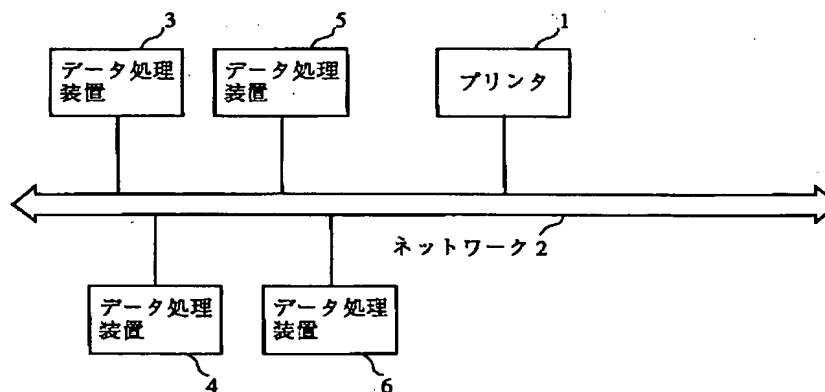 3
5
1
データ処理
装置
データ処理
装置
プリンタ
ネットワーク2
データ処理
装置
データ処理
装置
4
6